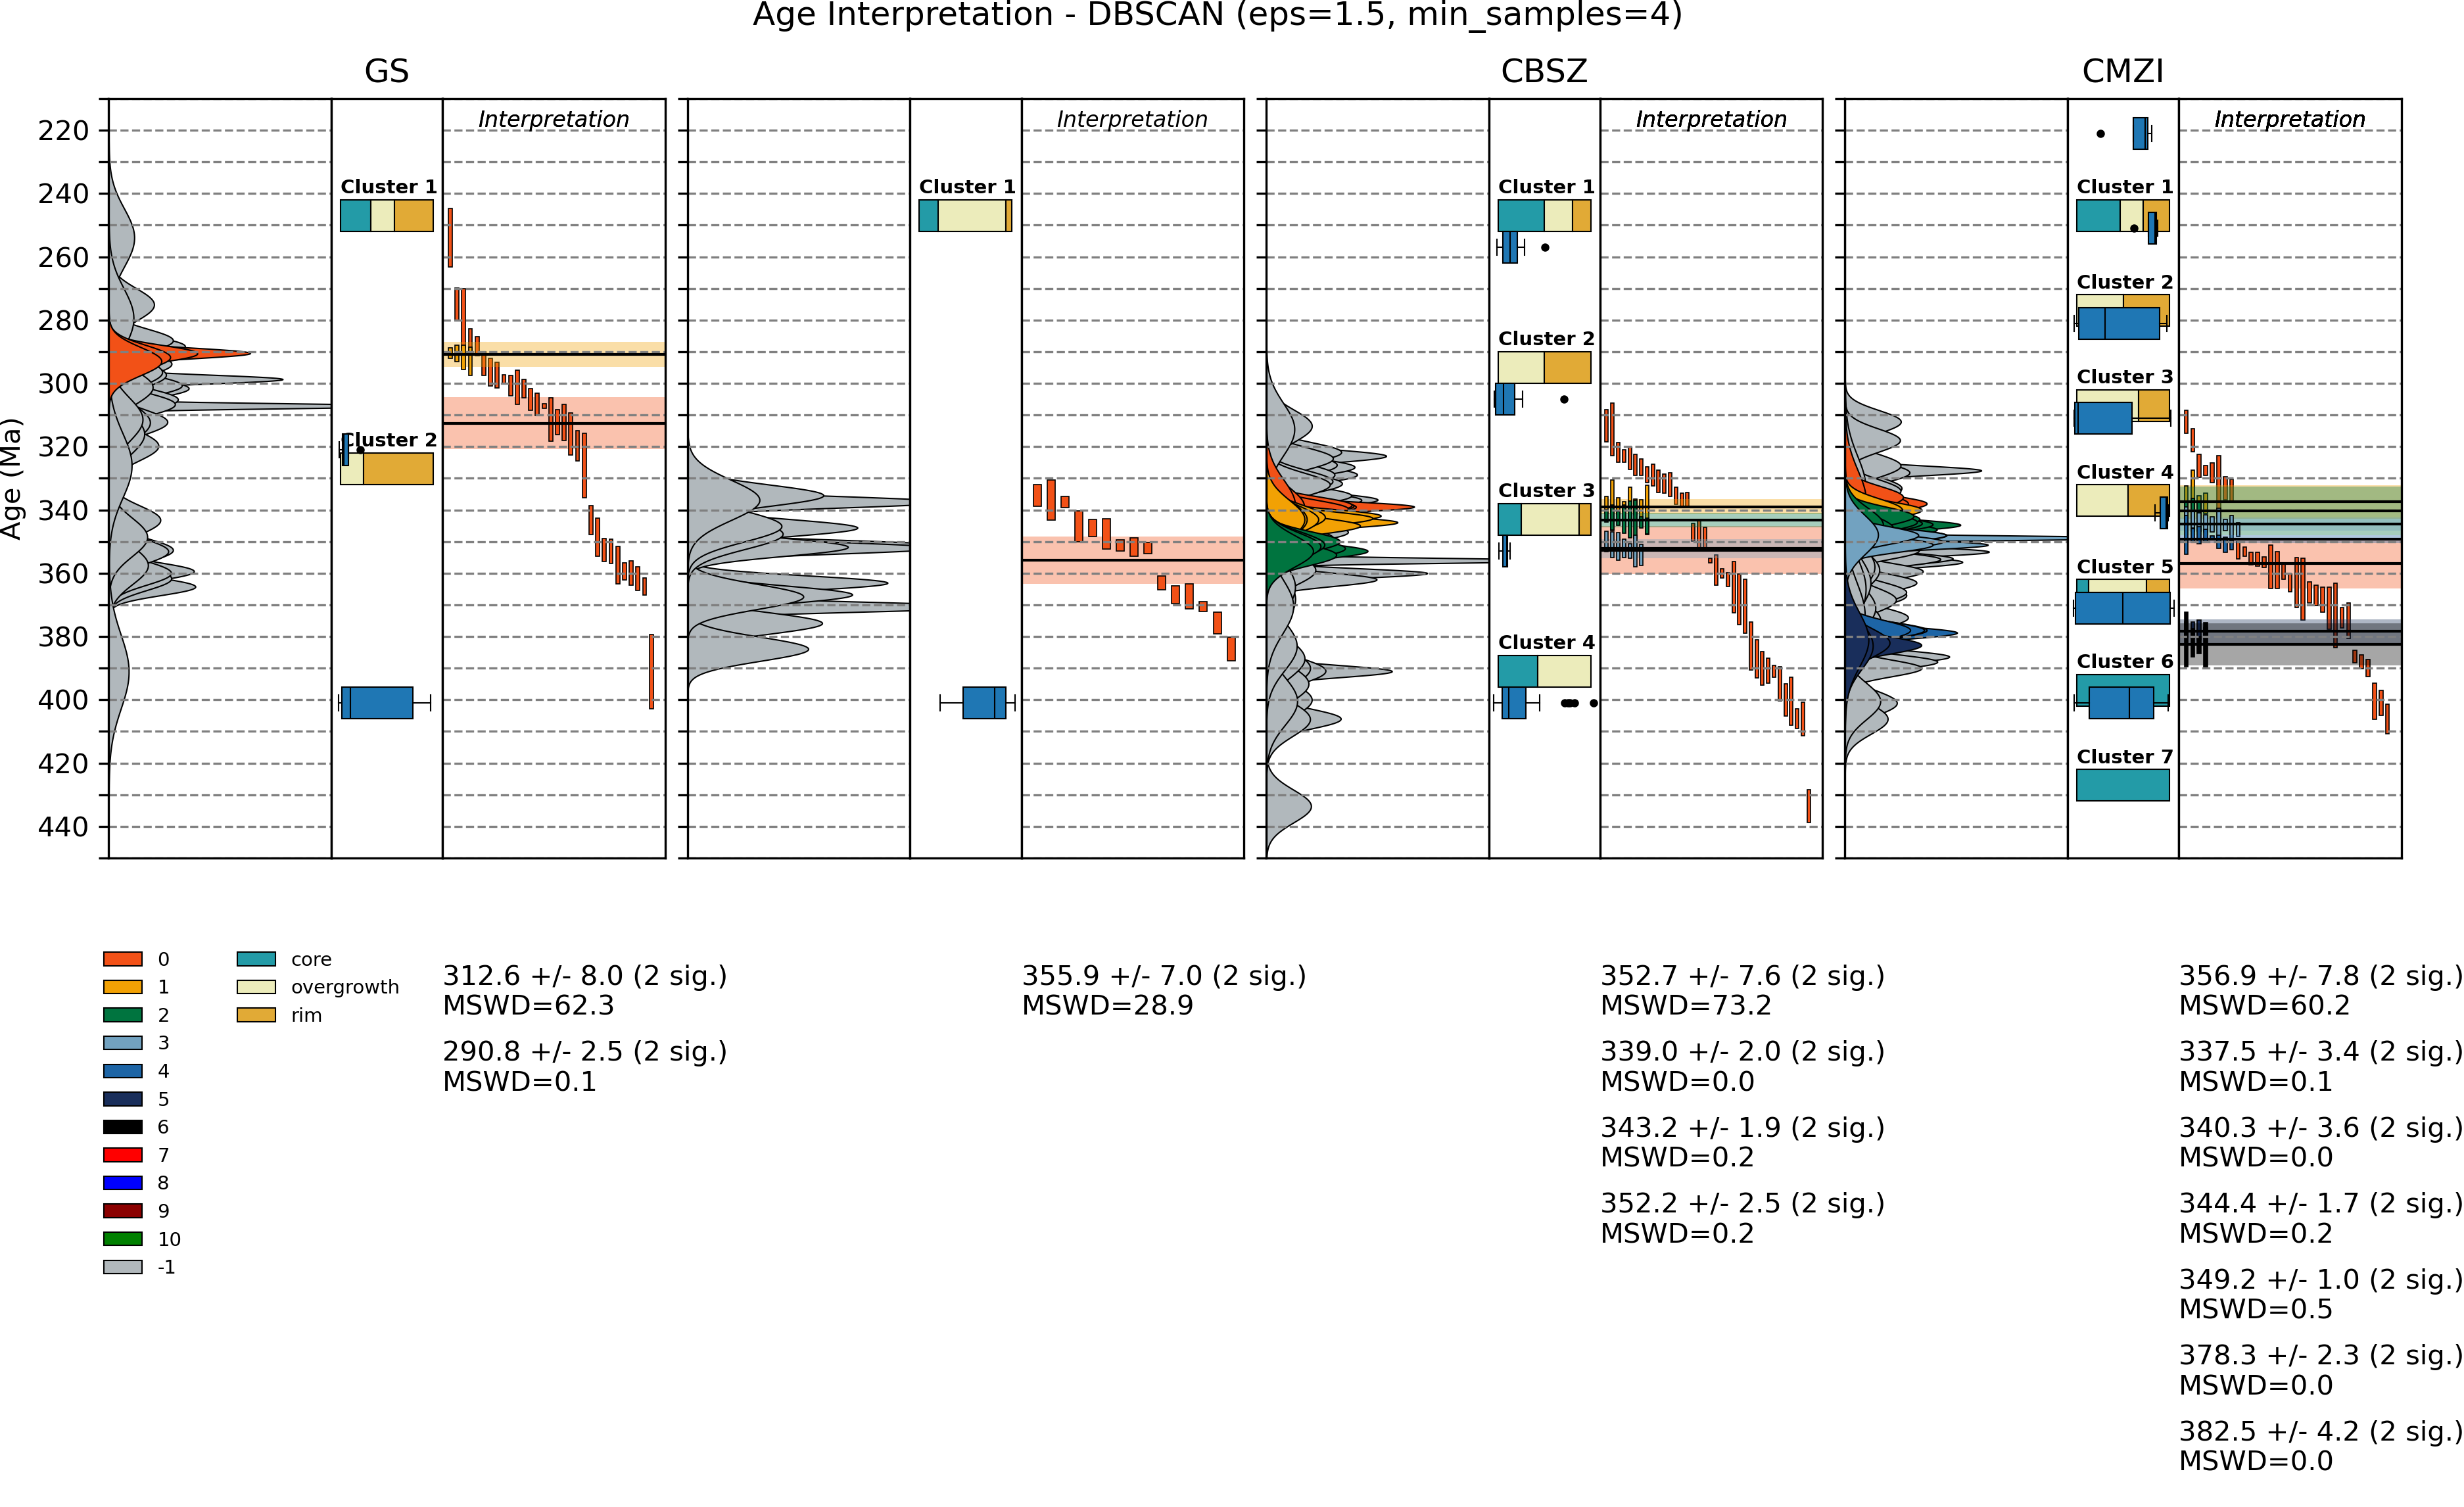 Age Interpretation - DBSCAN (eps=1.5, min_samples=4)
GS
CBSZ
CMZI
Age (Ma)
220
240
260
280
300
320
340
360
380
400
420
440
Interpretation
Cluster 1
Cluster 2
Interpretation
Cluster 1
Interpretation
Cluster 1
Cluster 2
Cluster 3
Cluster 4
Interpretation
Cluster 1
Cluster 2
Cluster 3
Cluster 4
Cluster 5
Cluster 6
Cluster 7
0
1
2
3
4
5
6
7
8
9
10
-1
core
overgrowth
rim
312.6 +/- 8.0 (2 sig.)
MSWD=62.3
290.8 +/- 2.5 (2 sig.)
MSWD=0.1
355.9 +/- 7.0 (2 sig.)
MSWD=28.9
352.7 +/- 7.6 (2 sig.)
MSWD=73.2
339.0 +/- 2.0 (2 sig.)
MSWD=0.0
343.2 +/- 1.9 (2 sig.)
MSWD=0.2
352.2 +/- 2.5 (2 sig.)
MSWD=0.2
356.9 +/- 7.8 (2 sig.)
MSWD=60.2
337.5 +/- 3.4 (2 sig.)
MSWD=0.1
340.3 +/- 3.6 (2 sig.)
MSWD=0.0
344.4 +/- 1.7 (2 sig.)
MSWD=0.2
349.2 +/- 1.0 (2 sig.)
MSWD=0.5
378.3 +/- 2.3 (2 sig.)
MSWD=0.0
382.5 +/- 4.2 (2 sig.)
MSWD=0.0